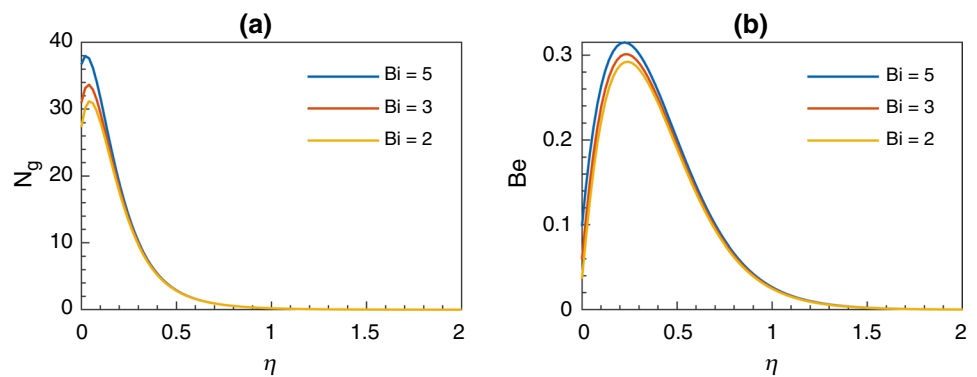 (a)
40
30
20
10
0
N_g
Bi = 5
Bi = 3
Bi = 2
0 0.5 1 1.5 2
η
(b)
0.3
0.2
0.1
0
Be
Bi = 5
Bi = 3
Bi = 2
0 0.5 1 1.5 2
η